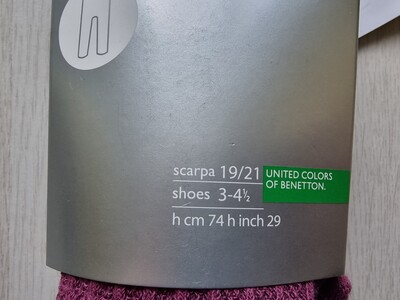 scarpa 19/21
shoes 3-4½
h cm 74 h inch 29
UNITED COLORS
OF BENETTON.